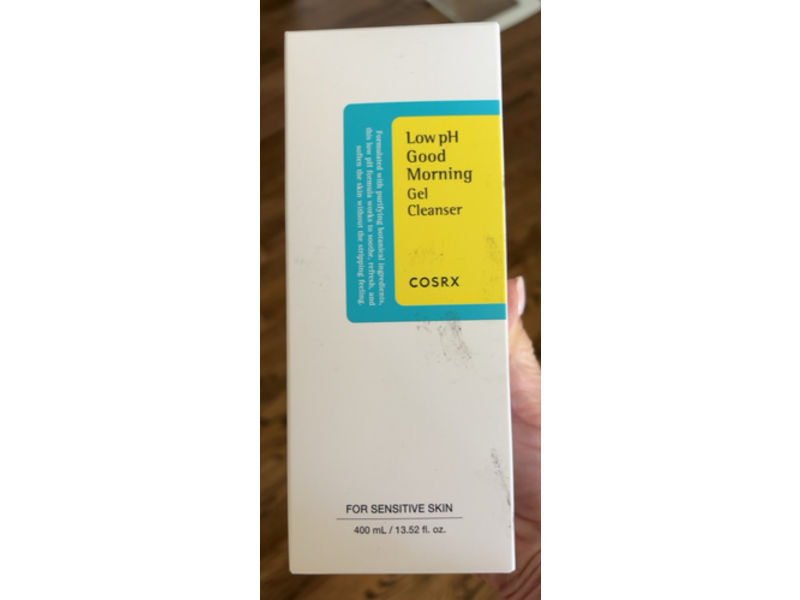 Low pH
Good
Morning
Gel
Cleanser
COSRX
Formulated with purifying botanical ingredients,
this low pH formula works to soothe, refresh, and
soften the skin without the stripping feeling.
FOR SENSITIVE SKIN
400 mL / 13.52 fl. oz.